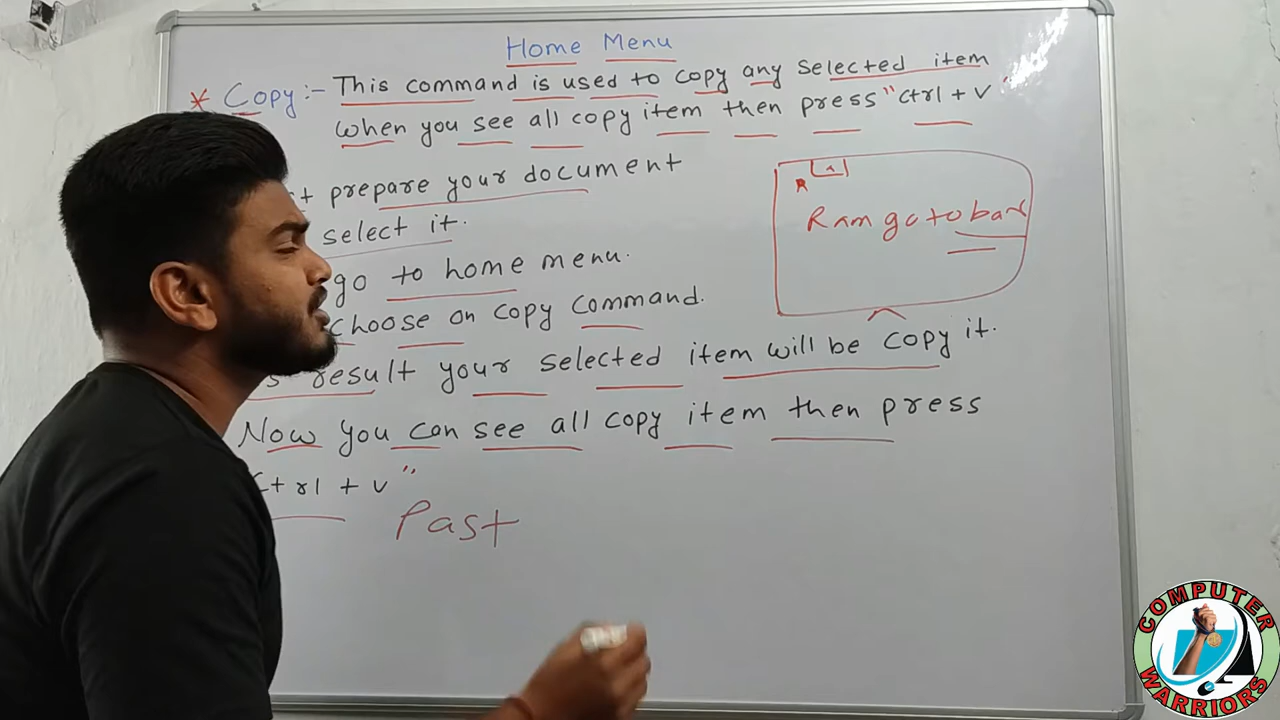 Home Menu
* Copy :- This command is used to copy any selected item
when you see all copy item then press "ctrl + v"
prepare your document
select it.
go to home menu.
choose on copy command.
result your selected item will be copy it.
Now you can see all copy item then press
ctrl + v"
Past
A
R
Ram go to
COMPUTER
WARRIORS